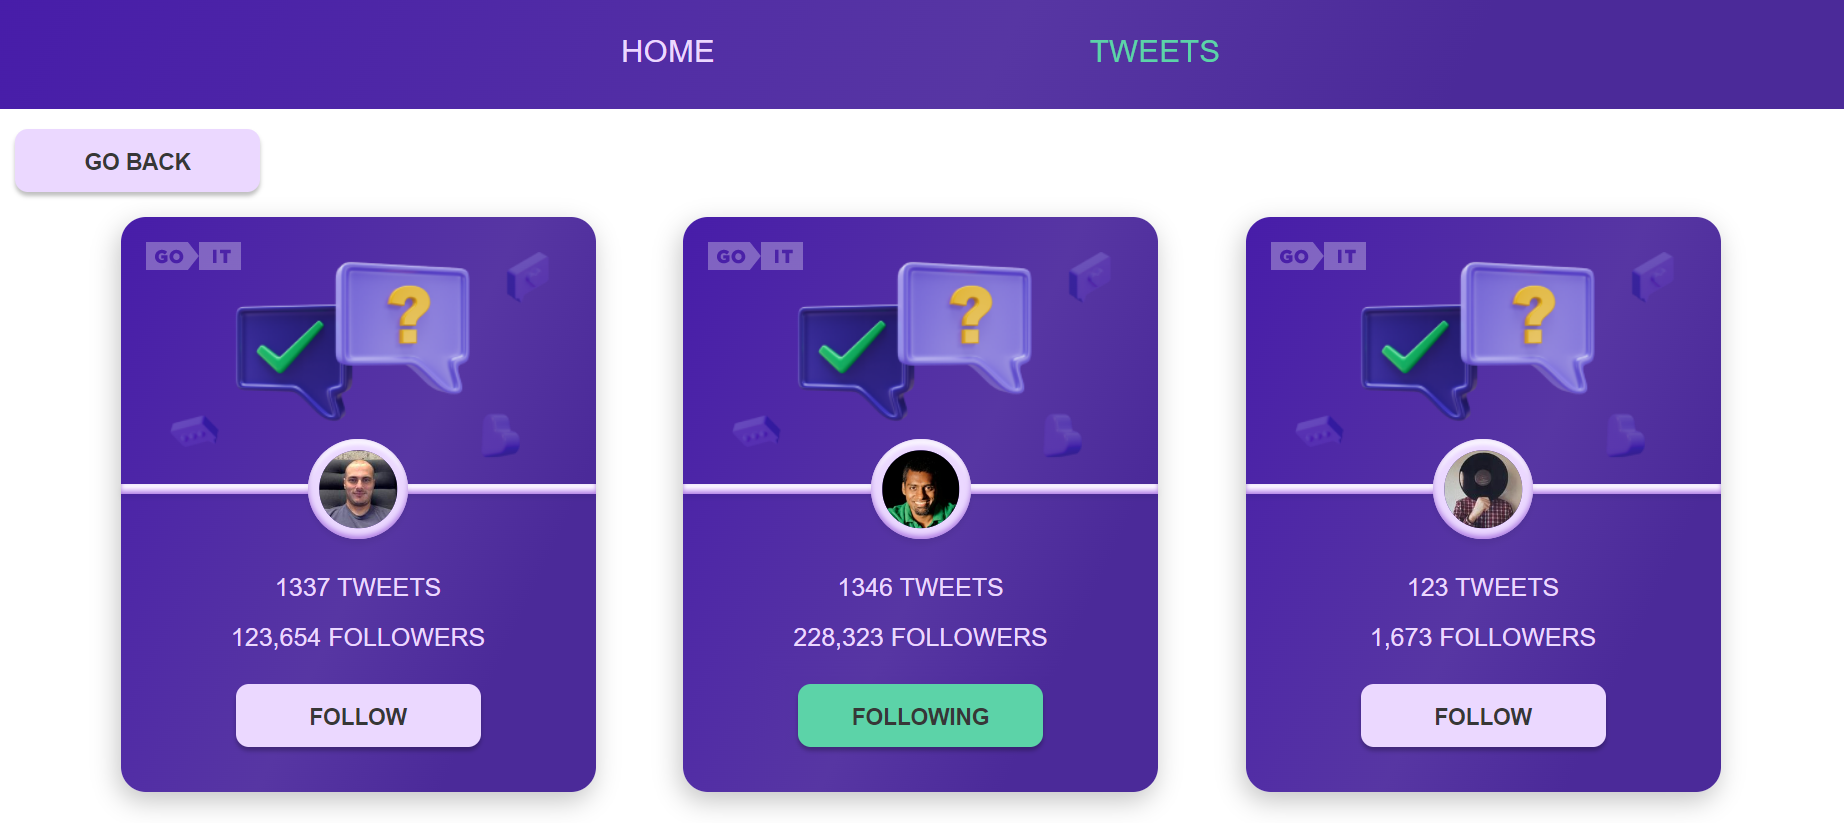 HOME TWEETS
GO BACK
GO IT
?
1337 TWEETS
123,654 FOLLOWERS
FOLLOW
GO IT
?
1346 TWEETS
228,323 FOLLOWERS
FOLLOWING
GO IT
?
123 TWEETS
1,673 FOLLOWERS
FOLLOW